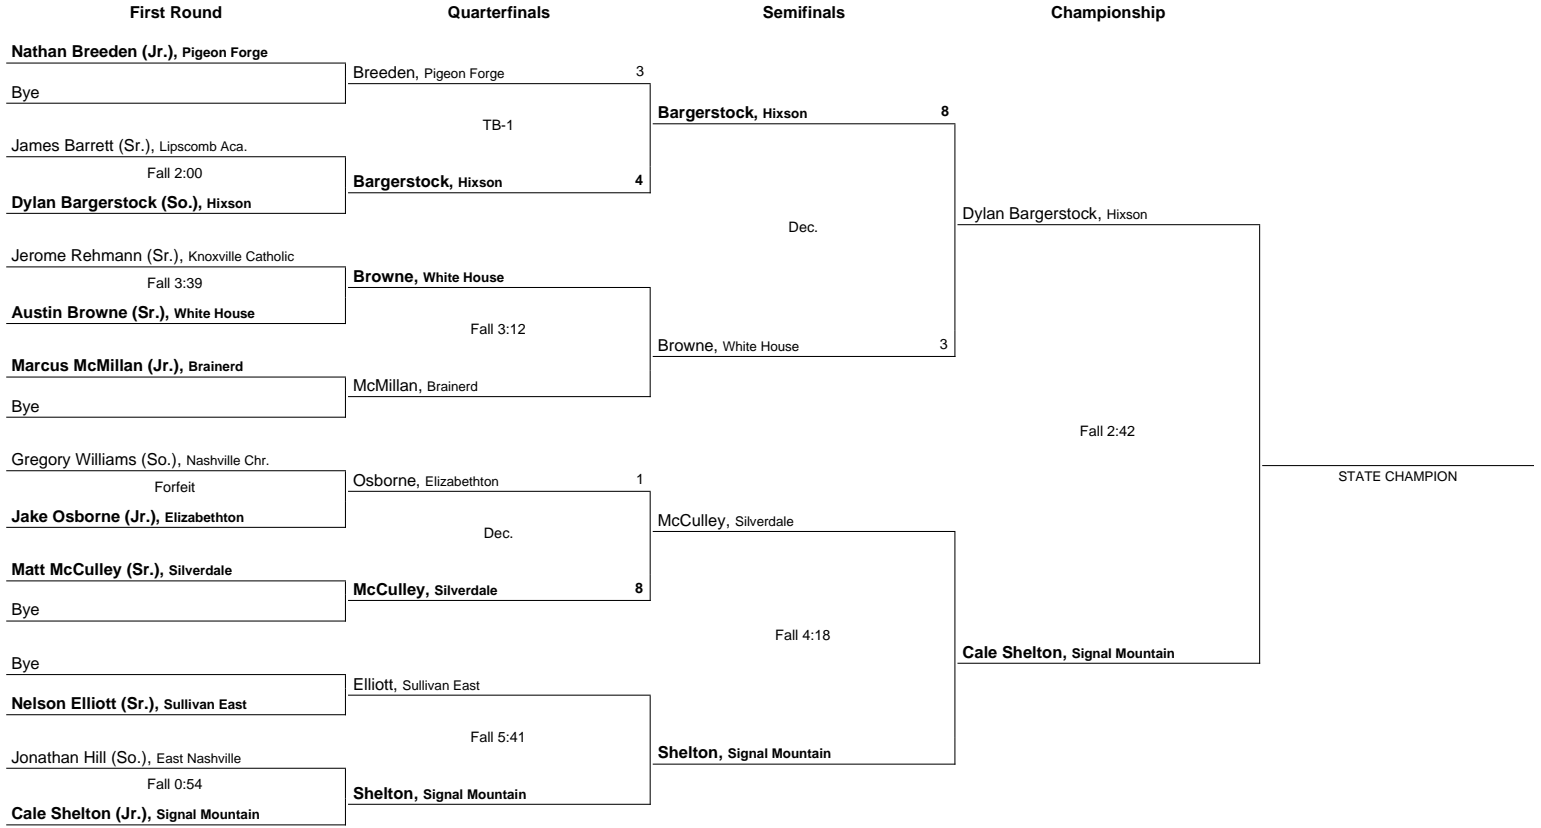 First Round Quarterfinals Semifinals Championship
Nathan Breeden (Jr.), Pigeon Forge
Breeden, Pigeon Forge 3
Bye
Bargerstock, Hixson 8
TB-1
James Barrett (Sr.), Lipscomb Aca.
Fall 2:00
Bargerstock, Hixson 4
Dylan Bargerstock (So.), Hixson
Dylan Bargerstock, Hixson
Dec.
Jerome Rehmann (Sr.), Knoxville Catholic
Browne, White House
Fall 3:39
Austin Browne (Sr.), White House
Fall 3:12
Browne, White House 3
Marcus McMillan (Jr.), Brainerd
McMillan, Brainerd
Bye
Fall 2:42
Gregory Williams (So.), Nashville Chr.
STATE CHAMPION
Osborne, Elizabethton 1
Forfeit
Jake Osborne (Jr.), Elizabethton
McCulley, Silverdale
Dec.
Matt McCulley (Sr.), Silverdale
McCulley, Silverdale 8
Bye
Fall 4:18
Cale Shelton, Signal Mountain
Bye
Elliott, Sullivan East
Nelson Elliott (Sr.), Sullivan East
Fall 5:41
Shelton, Signal Mountain
Jonathan Hill (So.), East Nashville
Fall 0:54
Shelton, Signal Mountain
Cale Shelton (Jr.), Signal Mountain